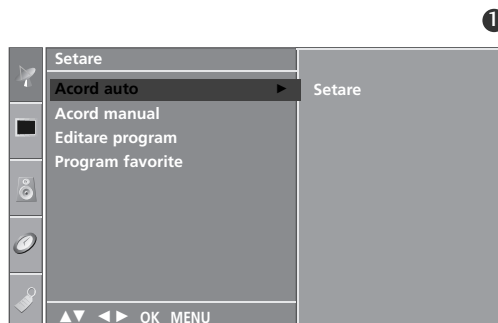 1
Setare
Acord auto ► Setare
Acord manual
Editare program
Program favorite
▲▼ ◄► OK MENU